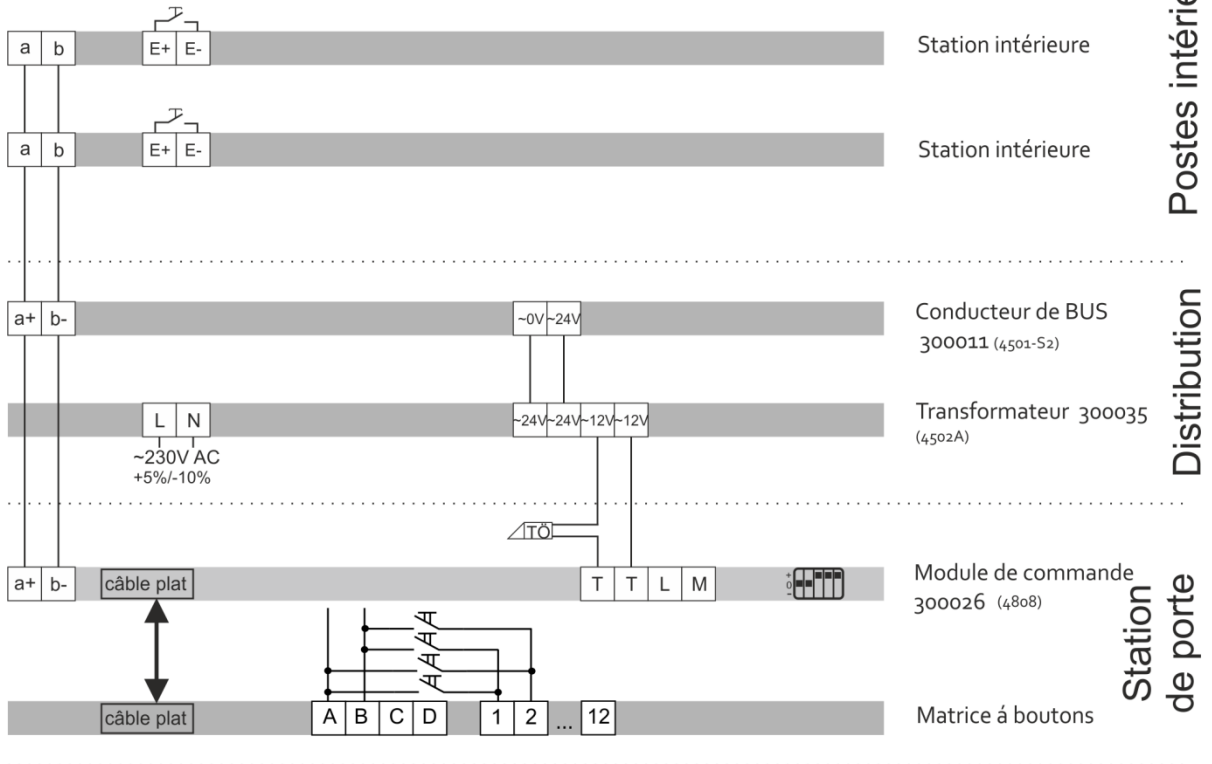 a b E+ E- Station intérieure
a b E+ E- Station intérieure
Postes intérie
a+ b- ~0V ~24V Conducteur de BUS
300011 (4501-S2)
L N ~24V ~24V ~12V ~12V Transformateur 300035
(4502A)
~230V AC
+5%/-10%
Distribution
TÖ
a+ b- câble plat T T L M + 0 - Module de commande
300026 (4808)
câble plat A B C D 1 2 ... 12 Matrice á boutons
Station
de porte